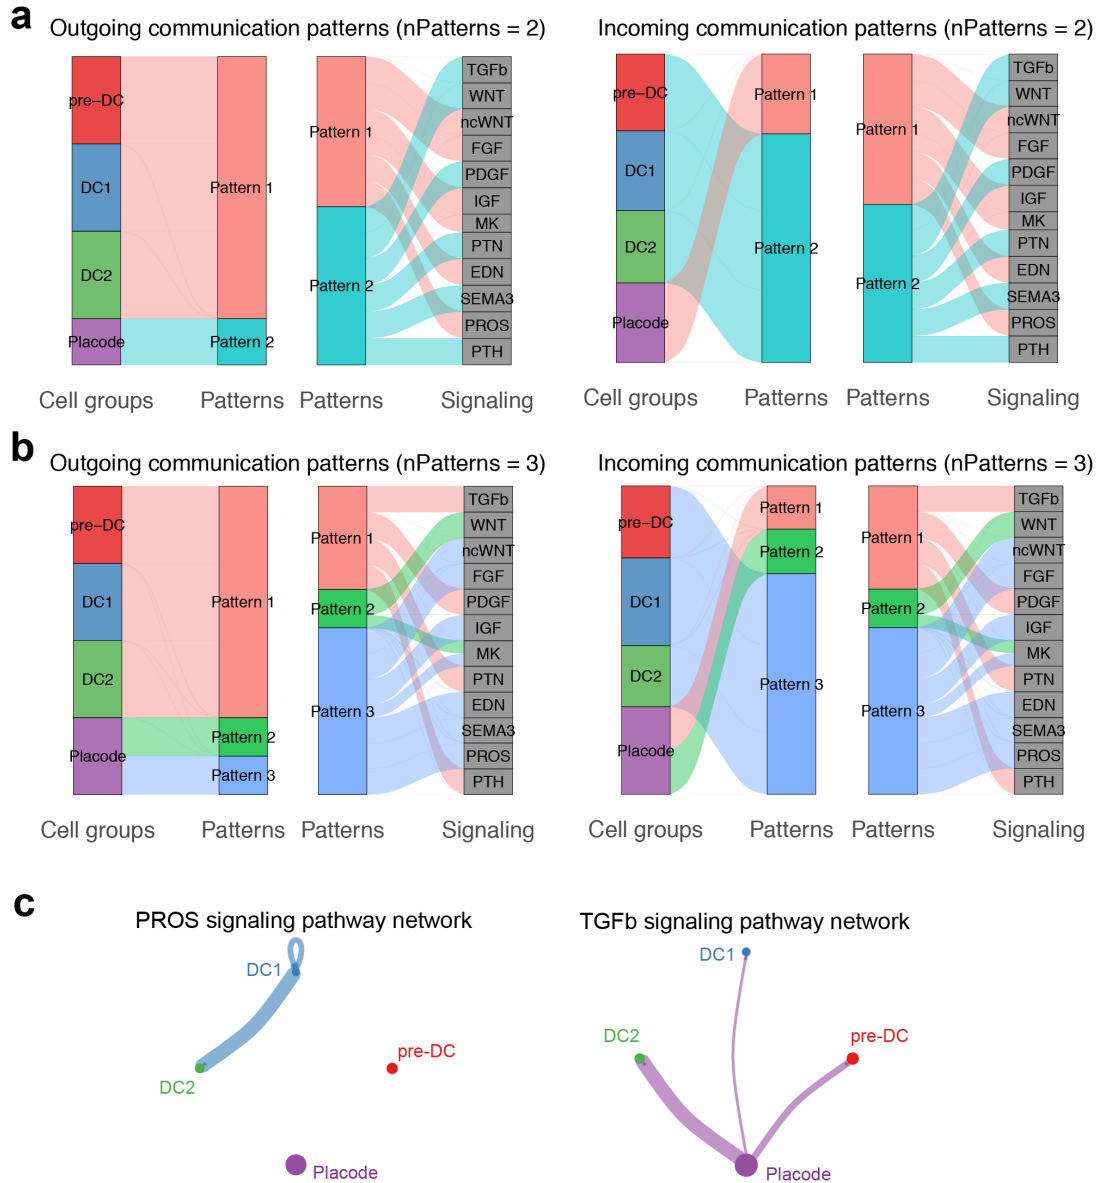 a
Outgoing communication patterns (nPatterns = 2)
pre−DC
DC1
DC2
Placode
Pattern 1
Pattern 2
Pattern 1
Pattern 2
TGFb
WNT
ncWNT
FGF
PDGF
IGF
MK
PTN
EDN
SEMA3
PROS
PTH
Cell groups
Patterns
Patterns
Signaling
Incoming communication patterns (nPatterns = 2)
pre−DC
DC1
DC2
Placode
Pattern 1
Pattern 2
Pattern 1
Pattern 2
TGFb
WNT
ncWNT
FGF
PDGF
IGF
MK
PTN
EDN
SEMA3
PROS
PTH
Cell groups
Patterns
Patterns
Signaling
b
Outgoing communication patterns (nPatterns = 3)
pre−DC
DC1
DC2
Placode
Pattern 1
Pattern 2
Pattern 3
Pattern 1
Pattern 2
Pattern 3
TGFb
WNT
ncWNT
FGF
PDGF
IGF
MK
PTN
EDN
SEMA3
PROS
PTH
Cell groups
Patterns
Patterns
Signaling
Incoming communication patterns (nPatterns = 3)
pre−DC
DC1
DC2
Placode
Pattern 1
Pattern 2
Pattern 3
Pattern 1
Pattern 2
Pattern 3
TGFb
WNT
ncWNT
FGF
PDGF
IGF
MK
PTN
EDN
SEMA3
PROS
PTH
Cell groups
Patterns
Patterns
Signaling
c
PROS signaling pathway network
DC1
pre-DC
DC2
Placode
TGFb signaling pathway network
DC1
DC2
pre-DC
Placode